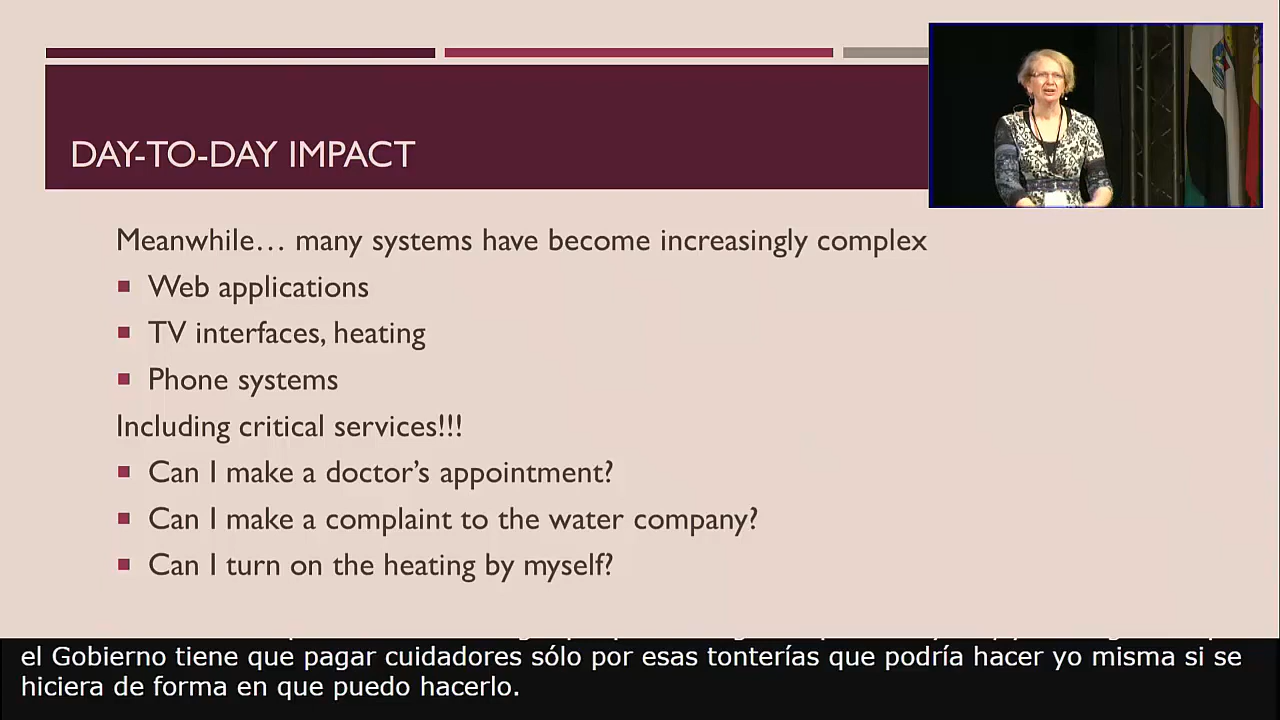 DAY-TO-DAY IMPACT
Meanwhile… many systems have become increasingly complex
Web applications
TV interfaces, heating
Phone systems
Including critical services!!!
Can I make a doctor’s appointment?
Can I make a complaint to the water company?
Can I turn on the heating by myself?
el Gobierno tiene que pagar cuidadores sólo por esas tonterías que podría hacer yo misma si se
hiciera de forma en que puedo hacerlo.